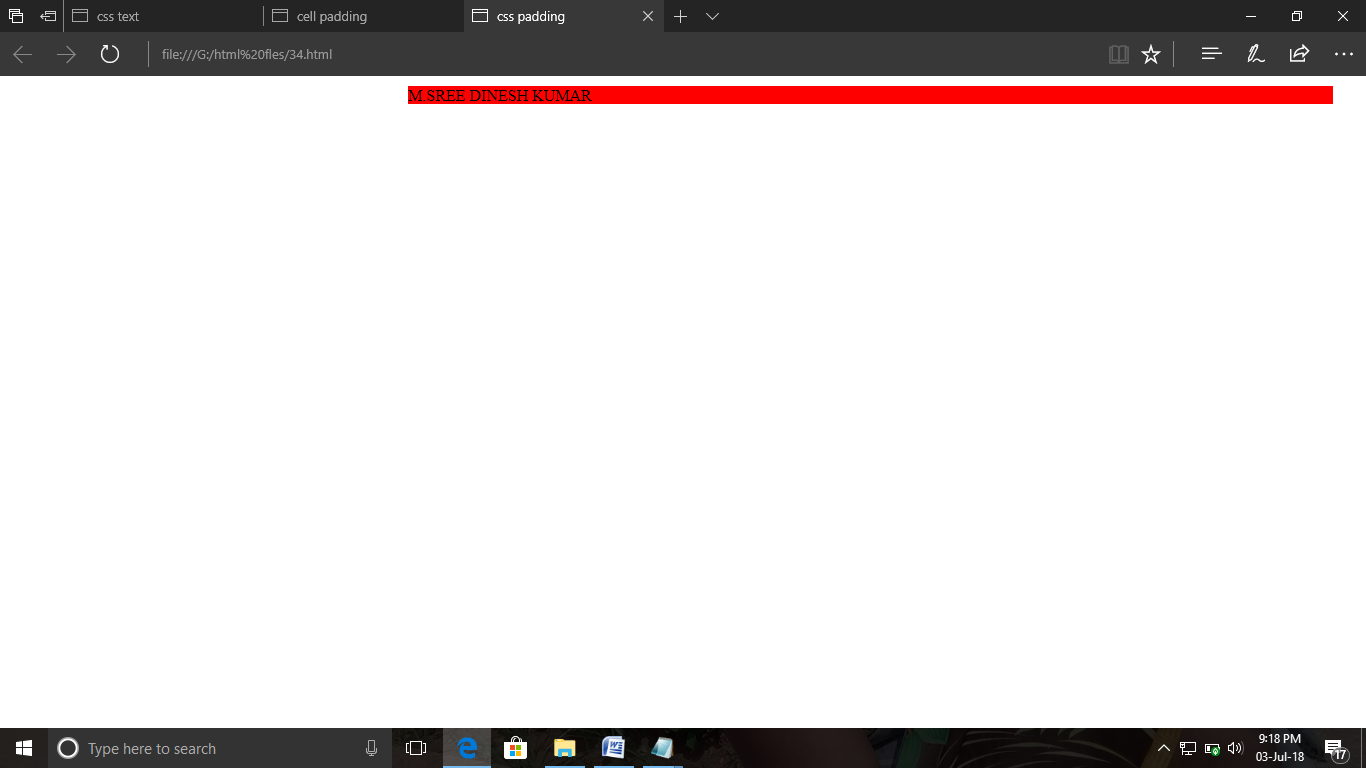 css text
cell padding
css padding
file:///G:/html%20fles/34.html
M.SREE DINESH KUMAR
Type here to search
9:18 PM
03-Jul-18
17